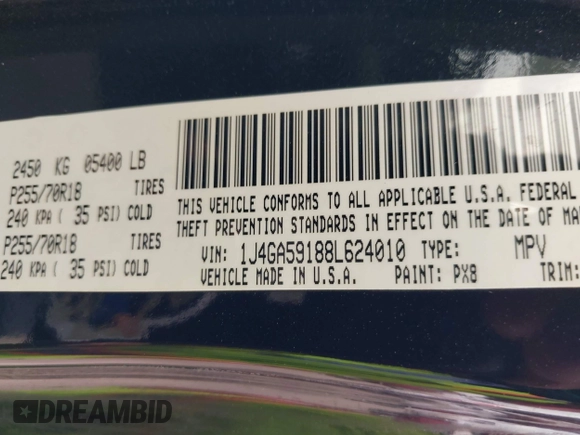 2450 KG 05400 LB
P255/70R18 TIRES
240 KPA ( 35 PSI) COLD
P255/70R18 TIRES
240 KPA ( 35 PSI) COLD
THIS VEHICLE CONFORMS TO ALL APPLICABLE U.S.A. FEDERAL
THEFT PREVENTION STANDARDS IN EFFECT ON THE DATE OF MA
VIN: 1J4GA59188L624010 TYPE: MPV
VEHICLE MADE IN U.S.A. PAINT: PX8 TRIM:
DREAMBID